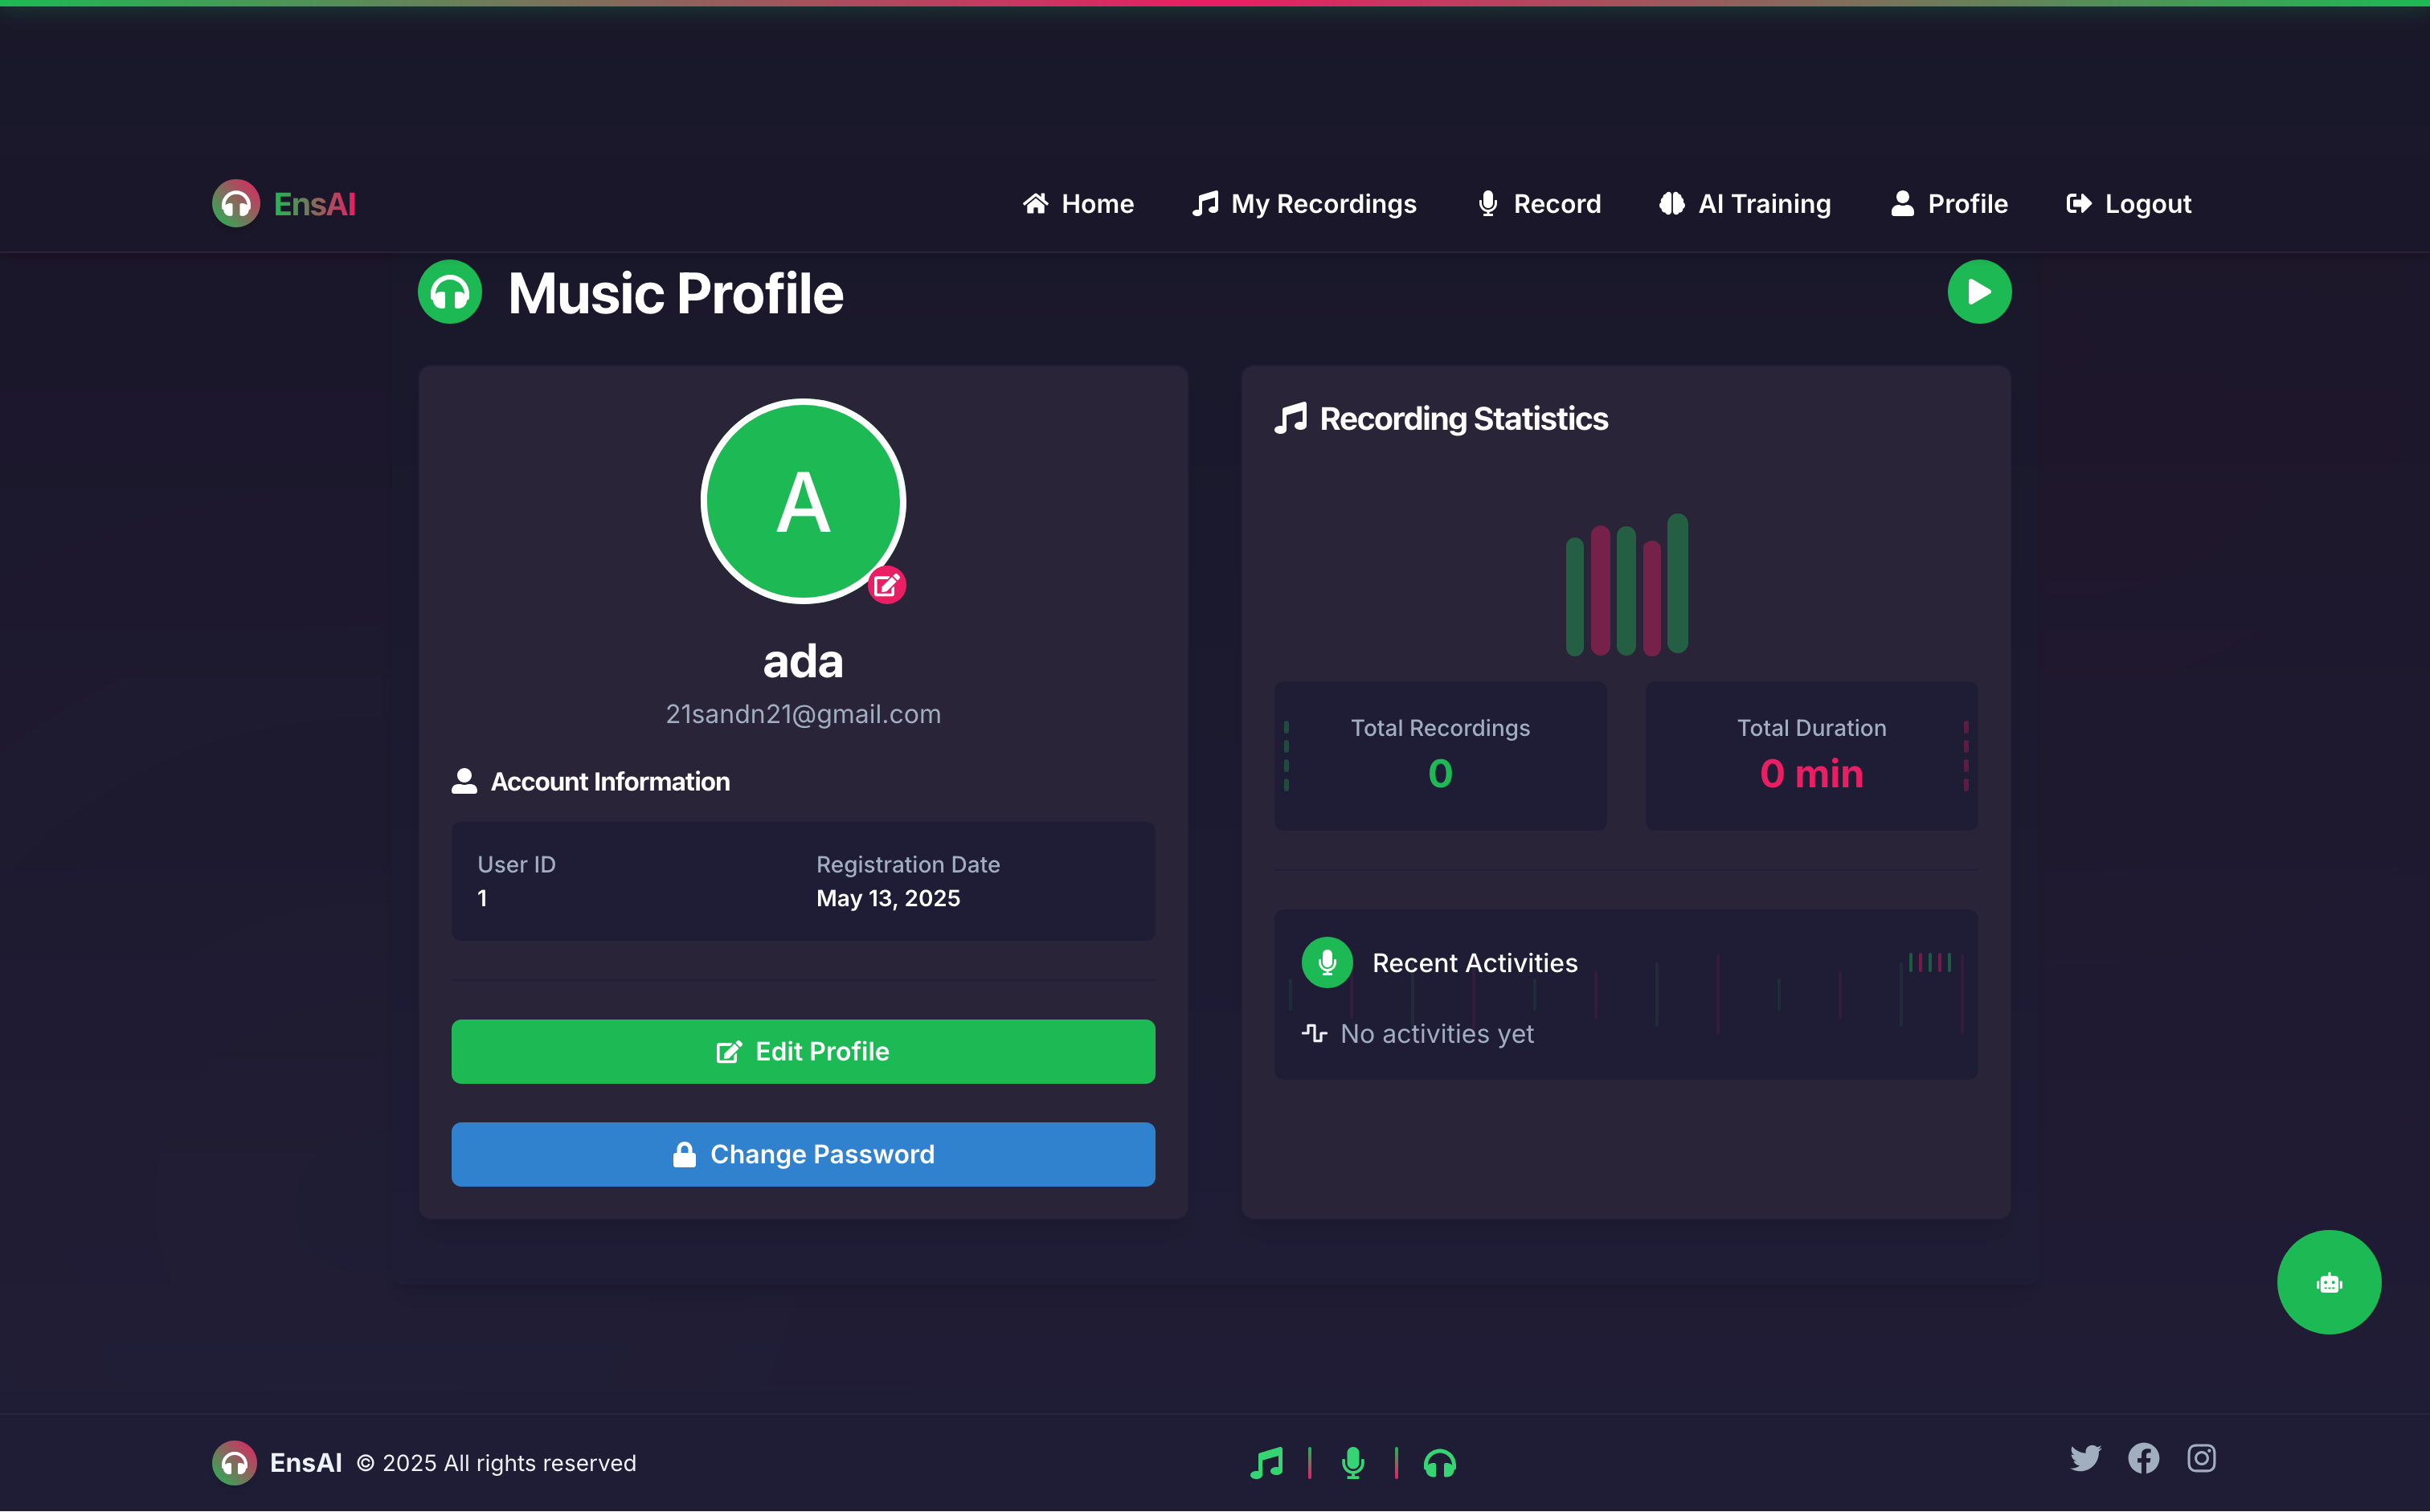 EnsAI
Home
My Recordings
Record
AI Training
Profile
Logout
Music Profile
A
ada
21sandn21@gmail.com
Account Information
User ID
1
Registration Date
May 13, 2025
Edit Profile
Change Password
Recording Statistics
Total Recordings
0
Total Duration
0 min
Recent Activities
No activities yet
EnsAI © 2025 All rights reserved